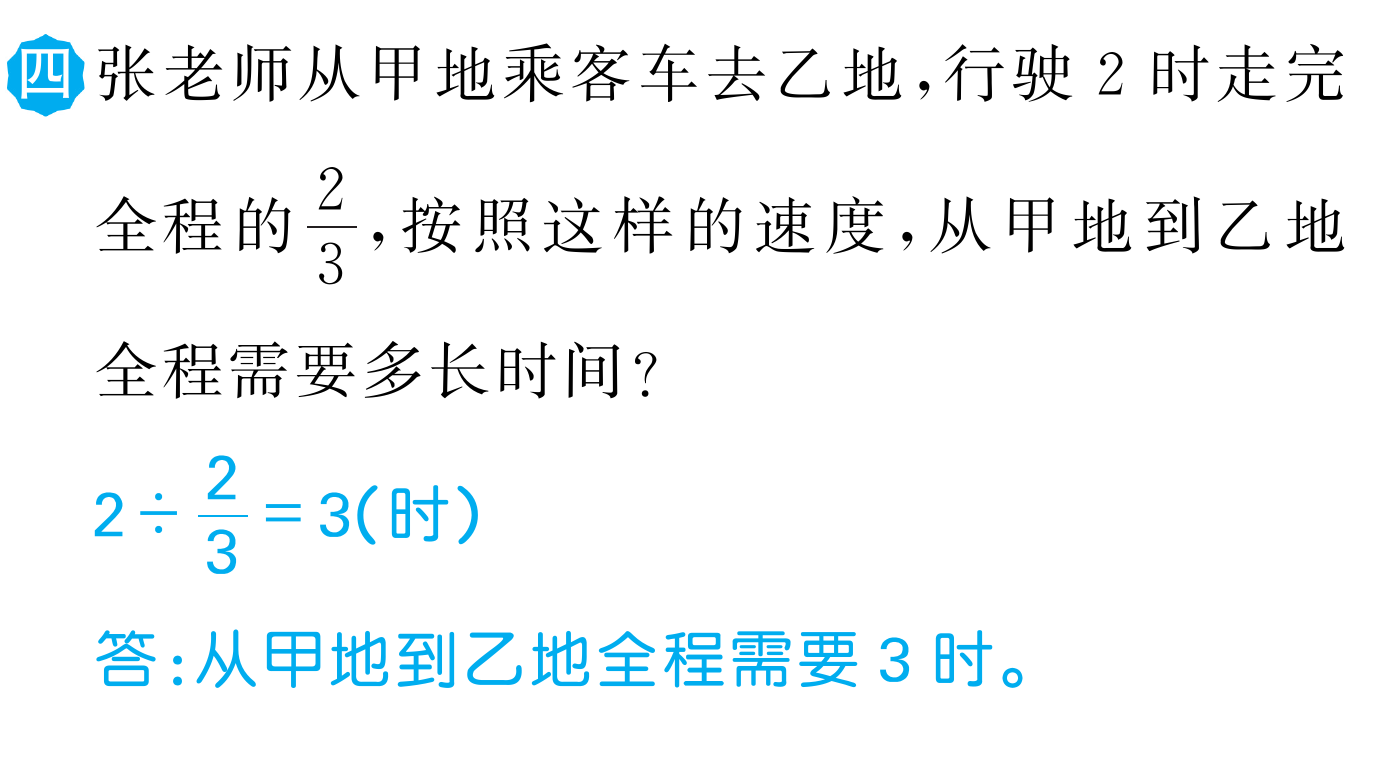 四 张老师从甲地乘客车去乙地,行驶 2 时走完
全程的2/3,按照这样的速度,从甲地到乙地
全程需要多长时间?
2÷2/3=3(时)
答:从甲地到乙地全程需要 3 时。